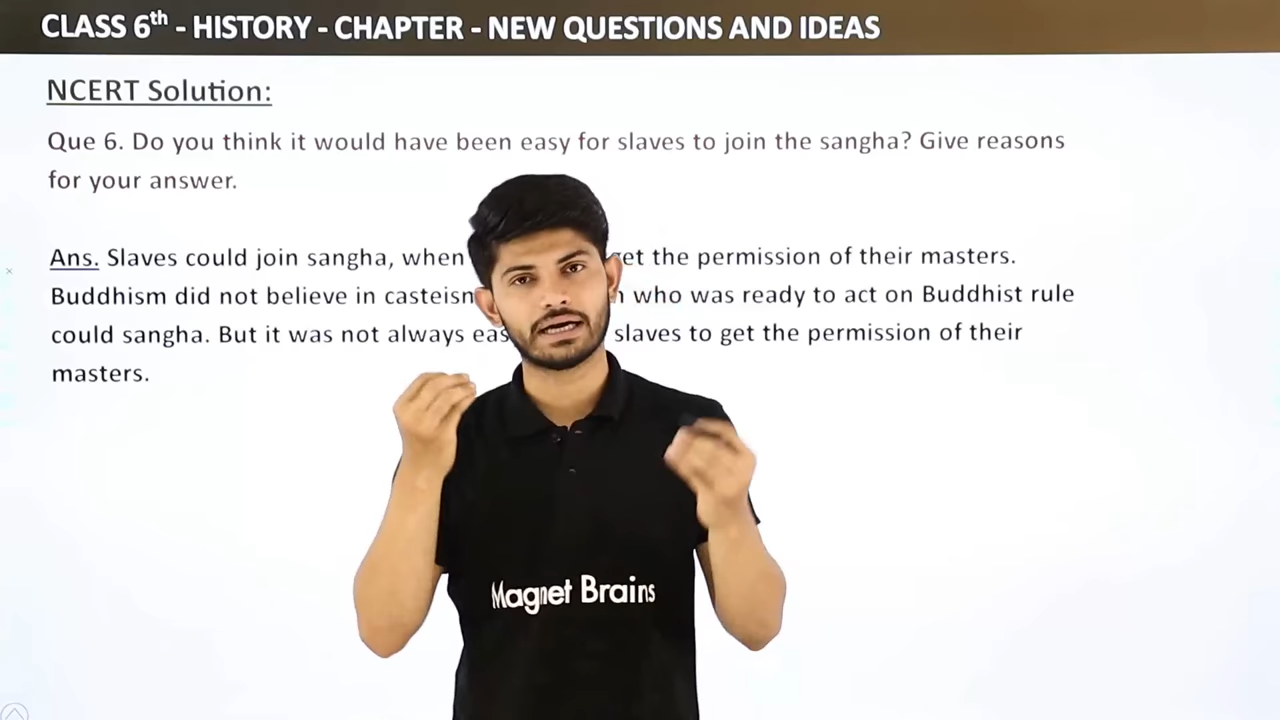 CLASS 6th - HISTORY - CHAPTER - NEW QUESTIONS AND IDEAS
NCERT Solution:
Que 6. Do you think it would have been easy for slaves to join the sangha? Give reasons
for your answer.
Ans. Slaves could join sangha, when get the permission of their masters.
Buddhism did not believe in who was ready to act on Buddhist rule
could sangha. But it was not always slaves to get the permission of their
masters.
Magnet Brains